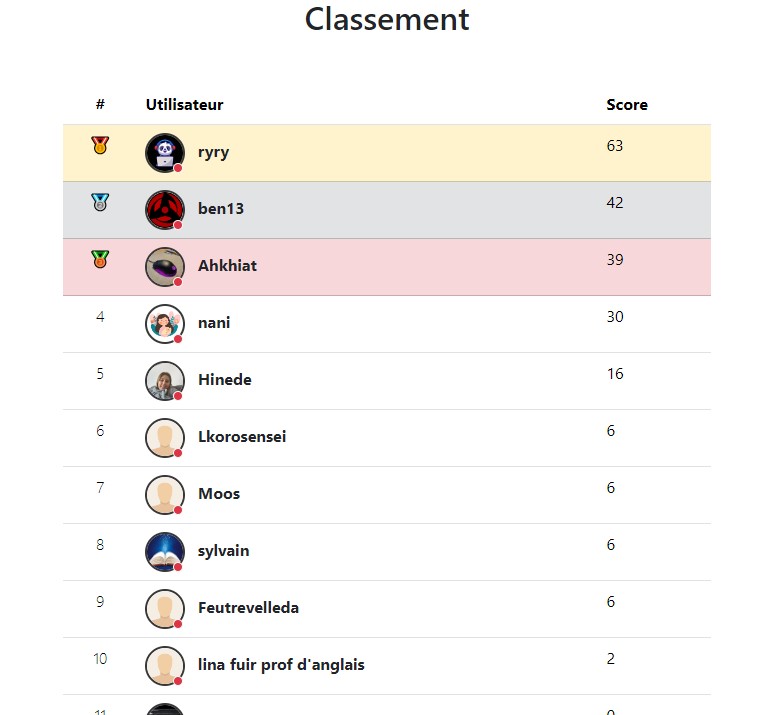 Classement
# Utilisateur Score
ryry 63
ben13 42
Ahkhiat 39
4 nani 30
5 Hinede 16
6 Lkorosensei 6
7 Moos 6
8 sylvain 6
9 Feutrevelleda 6
10 lina fuir prof d'anglais 2
11 0